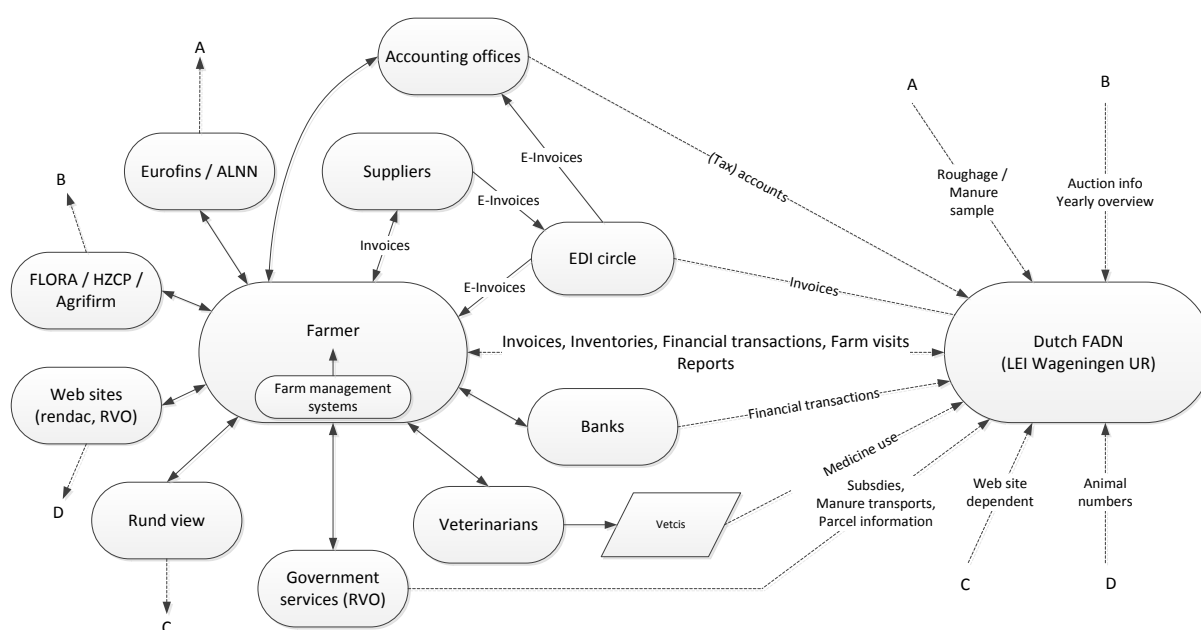 A
Accounting offices
A
B
Eurofins / ALNN
Suppliers
E-Invoices
(Tax) accounts
Roughage /
Manure
sample
Auction info
Yearly overview
B
E-Invoices
Invoices
EDI circle
FLORA / HZCP /
Agrifirm
E-Invoices
Invoices
Farmer
Invoices, Inventories, Financial transactions, Farm visits
Reports
Dutch FADN
(LEI Wageningen UR)
Farm management
systems
Web sites
(rendac, RVO)
Banks
Financial transactions
Medicine use
D
Rund view
Veterinarians
Vetcis
Subsdies,
Manure transports,
Parcel information
Web site
dependent
Animal
numbers
Government
services (RVO)
C
C
D